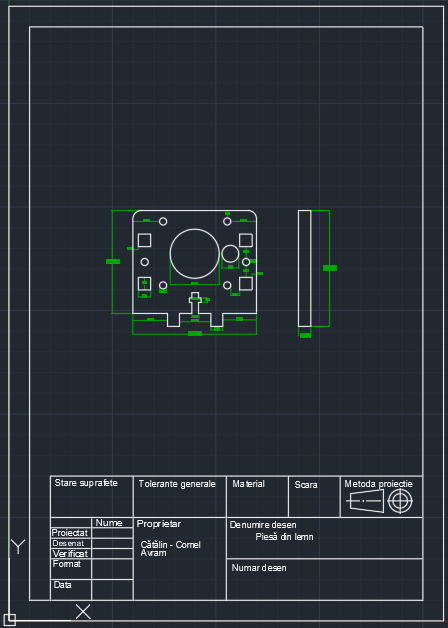 Stare suprafete
Tolerante generale
Material
Scara
Metoda proiectie
Nume
Proiectat
Desenat
Verificat
Format
Data
Proprietar
Cătălin - Cornel
Avram
Denumire desen
Piesă din lemn
Numar desen
Y
X